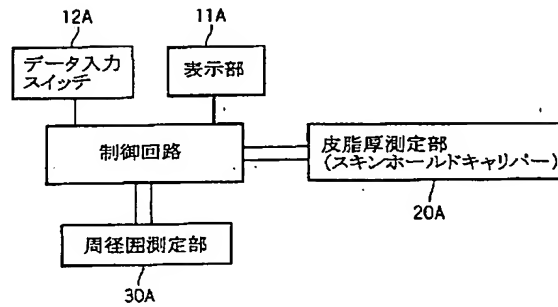 12A
11A
データ入力
スイッチ
表示部
制御回路
皮脂厚測定部
(スキンホールドキャリパー)
20A
周径囲測定部
30A